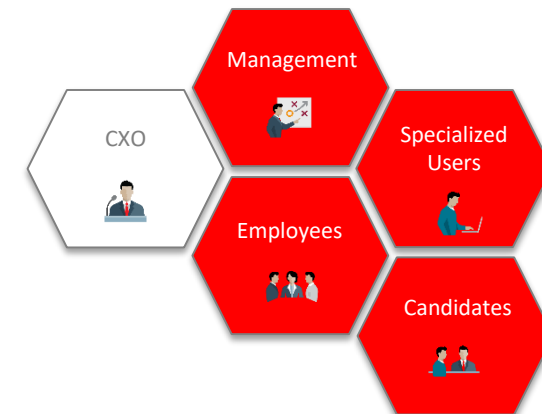 Management
CXO
Specialized
Users
Employees
Candidates